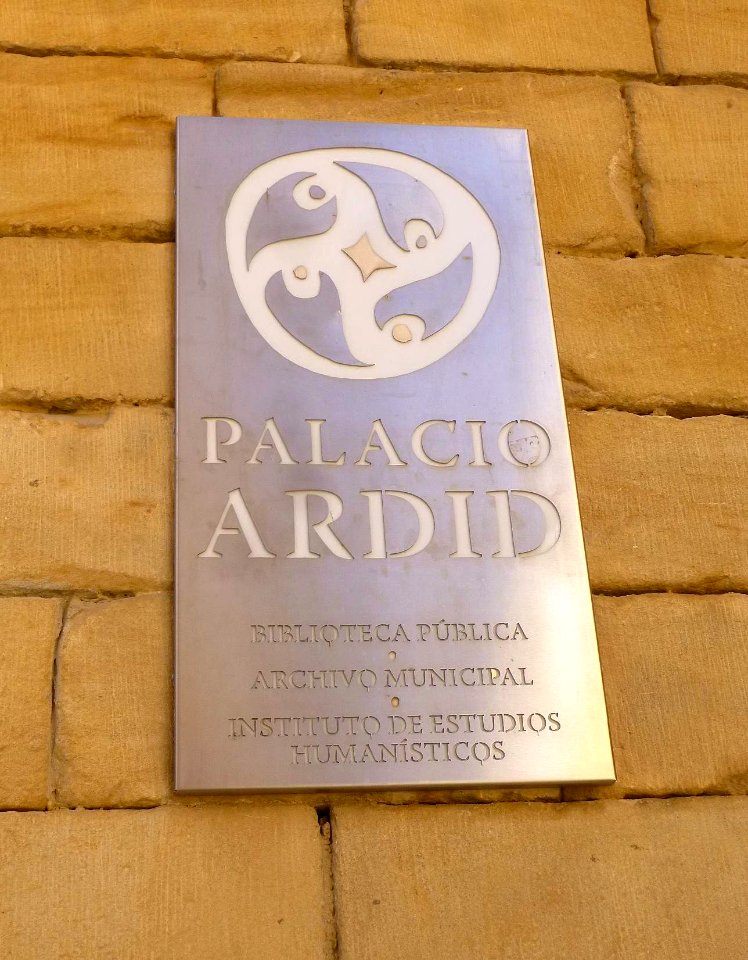 PALACIO
ARDID
BIBLIOTECA PÚBLICA
ARCHIVO MUNICIPAL
INSTITUTO DE ESTUDIOS
HUMANÍSTICOS